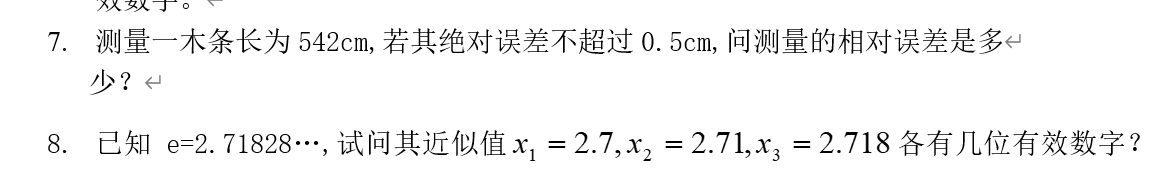 效数字。↵
7. 测量一木条长为 542cm,若其绝对误差不超过 0.5cm,问测量的相对误差是多↵
少？↵
8. 已知 e=2.71828…,试问其近似值 x₁ = 2.7, x₂ = 2.71, x₃ = 2.718 各有几位有效数字？